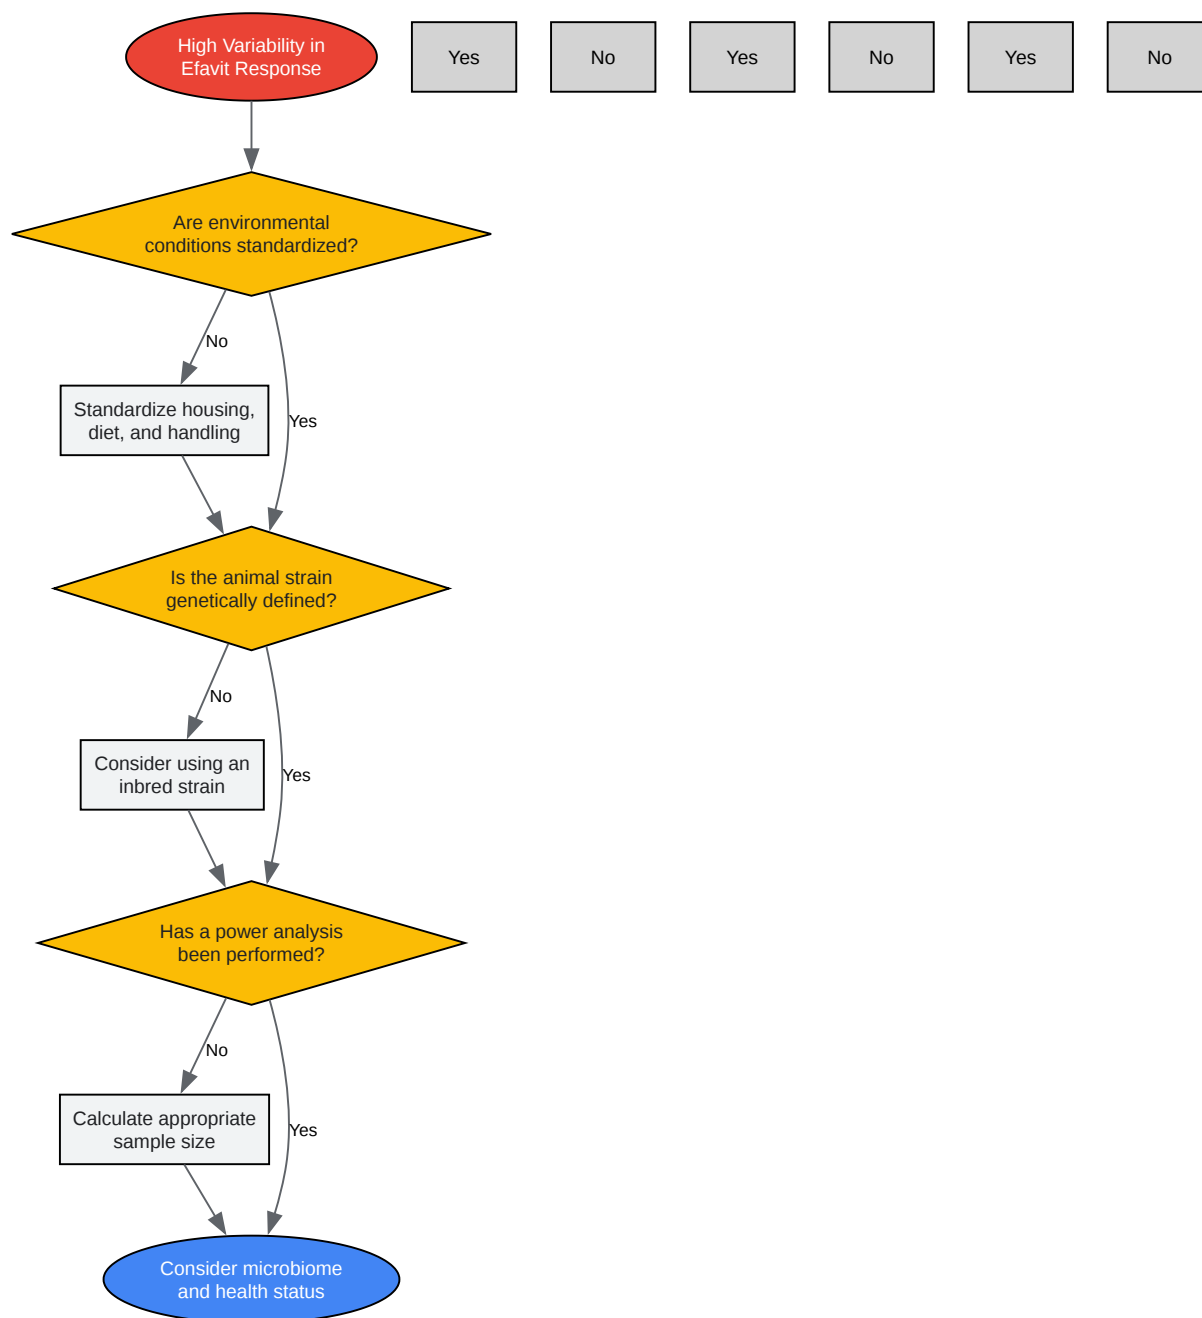 High Variability in
Efavit Response
Yes
No
Yes
No
Yes
No
Are environmental
conditions standardized?
No
Standardize housing,
diet, and handling
Yes
Is the animal strain
genetically defined?
No
Consider using an
inbred strain
Yes
Has a power analysis
been performed?
No
Calculate appropriate
sample size
Yes
Consider microbiome
and health status